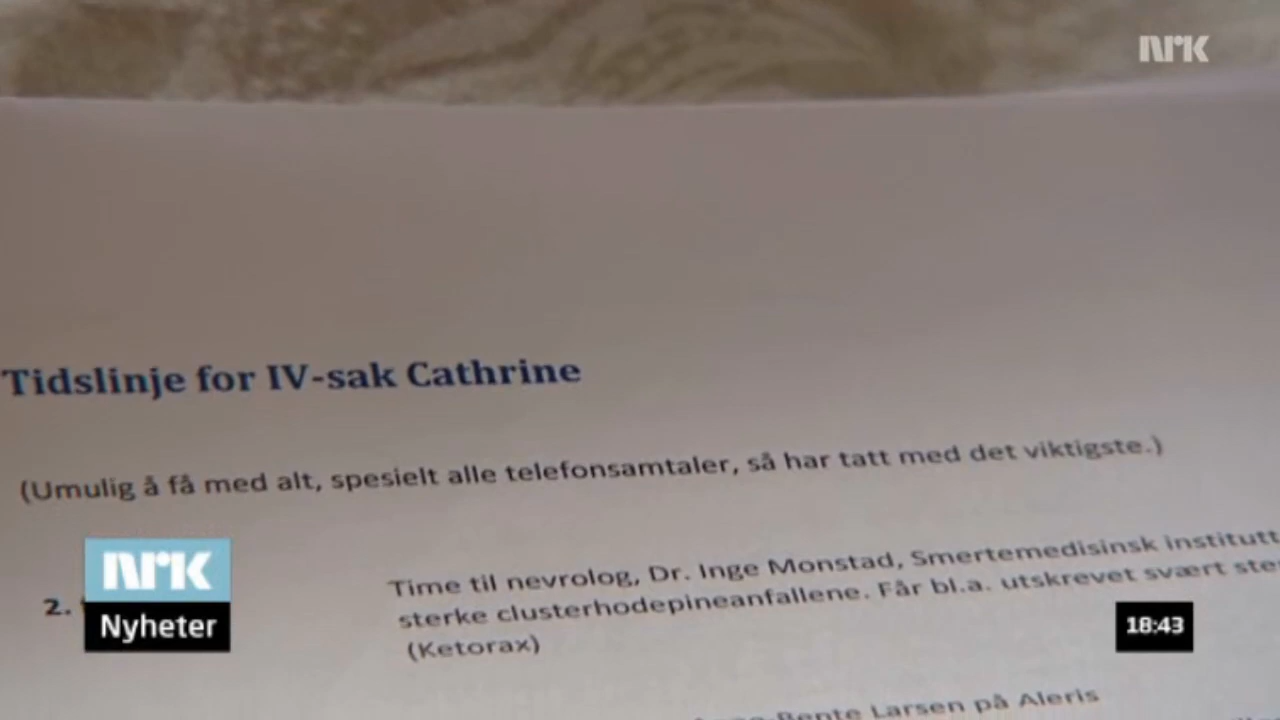 nrk
Tidslinje for IV-sak Cathrine
(Umulig å få med alt, spesielt alle telefonsamtaler, så har tatt med det viktigste.)
2.
Time til nevrolog, Dr. Inge Monstad, Smertemedisinsk institutt
sterke clusterhodepineanfallene. Får bl.a. utskrevet svært
(Ketorax)
Bente Larsen på Aleris
nrk
Nyheter
18:43